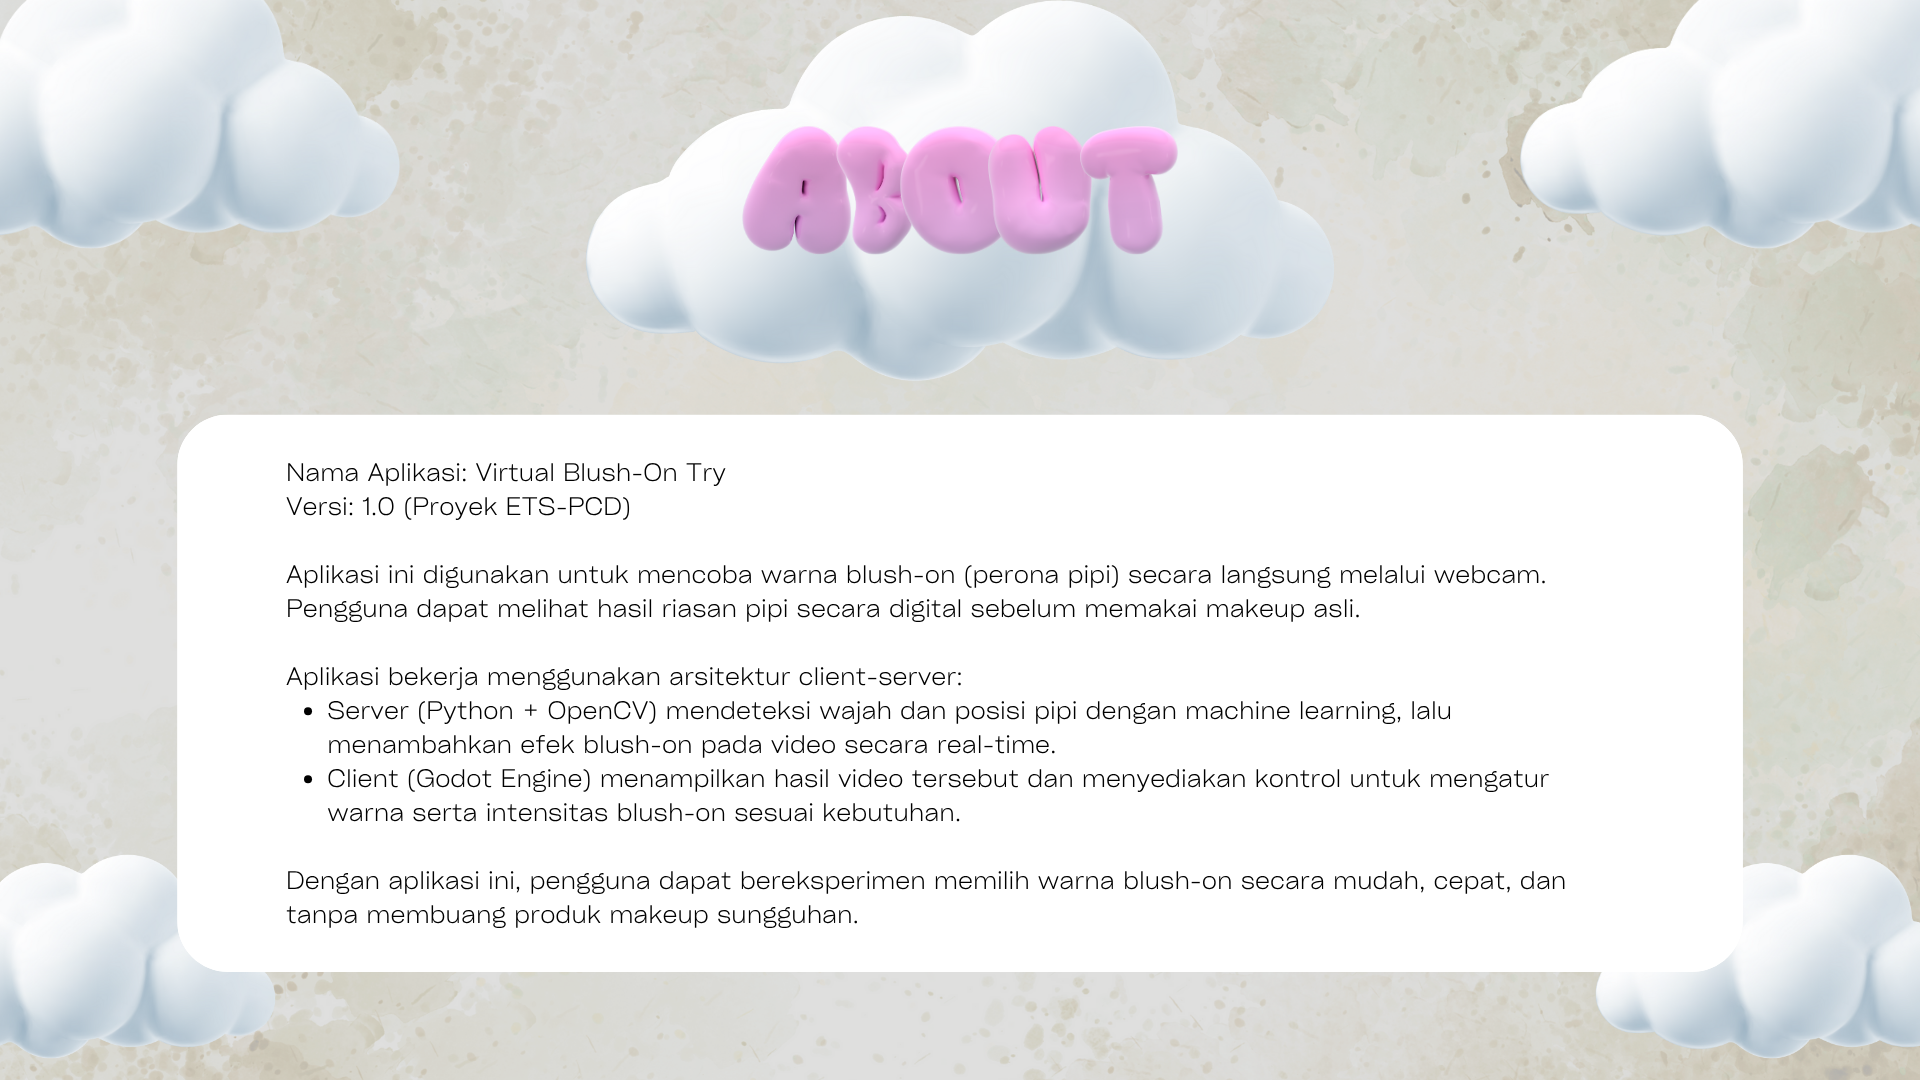 ABOUT
Nama Aplikasi: Virtual Blush-On Try
Versi: 1.0 (Proyek ETS-PCD)
Aplikasi ini digunakan untuk mencoba warna blush-on (perona pipi) secara langsung melalui webcam.
Pengguna dapat melihat hasil riasan pipi secara digital sebelum memakai makeup asli.
Aplikasi bekerja menggunakan arsitektur client-server:
• Server (Python + OpenCV) mendeteksi wajah dan posisi pipi dengan machine learning, lalu
menambahkan efek blush-on pada video secara real-time.
• Client (Godot Engine) menampilkan hasil video tersebut dan menyediakan kontrol untuk mengatur
warna serta intensitas blush-on sesuai kebutuhan.
Dengan aplikasi ini, pengguna dapat bereksperimen memilih warna blush-on secara mudah, cepat, dan
tanpa membuang produk makeup sungguhan.